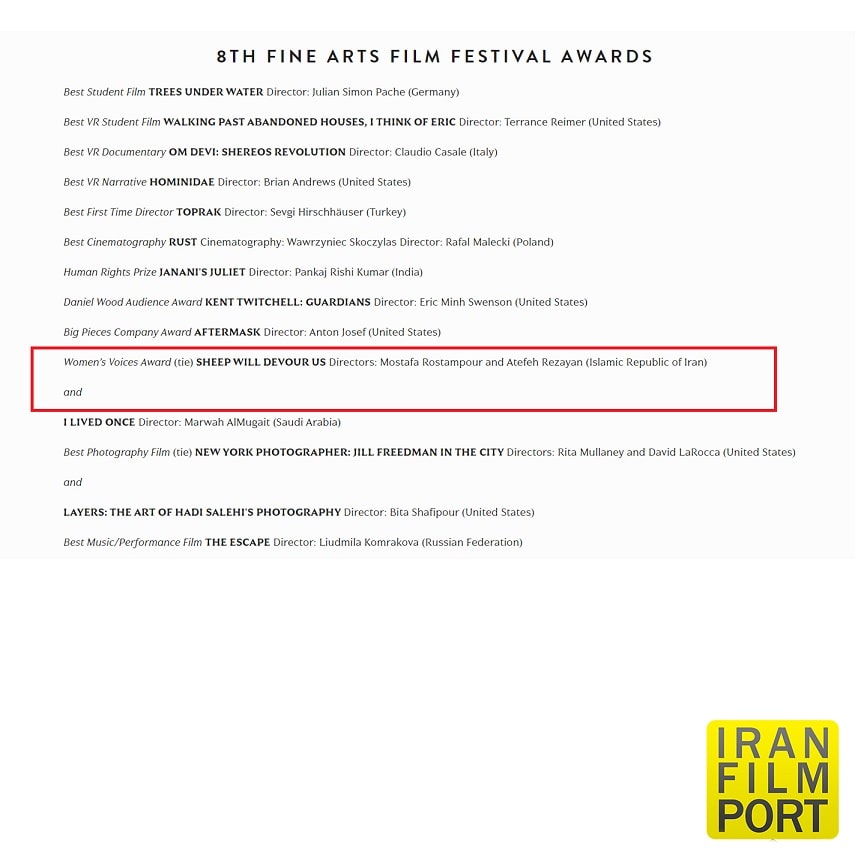 8TH FINE ARTS FILM FESTIVAL AWARDS
Best Student Film TREES UNDER WATER Director: Julian Simon Pache (Germany)
Best VR Student Film WALKING PAST ABANDONED HOUSES, I THINK OF ERIC Director: Terrance Reimer (United States)
Best VR Documentary OM DEVI: SHEREOS REVOLUTION Director: Claudio Casale (Italy)
Best VR Narrative HOMINIDAE Director: Brian Andrews (United States)
Best First Time Director TOPRAK Director: Sevgi Hirschhäuser (Turkey)
Best Cinematography RUST Cinematography: Wawrzyniec Skoczylas Director: Rafal Malecki (Poland)
Human Rights Prize JANANI'S JULIET Director: Pankaj Rishi Kumar (India)
Daniel Wood Audience Award KENT TWITCHELL: GUARDIANS Director: Eric Minh Swenson (United States)
Big Pieces Company Award AFTERMASK Director: Anton Josef (United States)
Women's Voices Award (tie) SHEEP WILL DEVOUR US Directors: Mostafa Rostampour and Atefeh Rezayan (Islamic Republic of Iran)
and
I LIVED ONCE Director: Marwah AlMugait (Saudi Arabia)
Best Photography Film (tie) NEW YORK PHOTOGRAPHER: JILL FREEDMAN IN THE CITY Directors: Rita Mullaney and David LaRocca (United States)
and
LAYERS: THE ART OF HADI SALEHI'S PHOTOGRAPHY Director: Bita Shafipour (United States)
Best Music/Performance Film THE ESCAPE Director: Liudmila Komrakova (Russian Federation)
IRAN
FILM
PORT